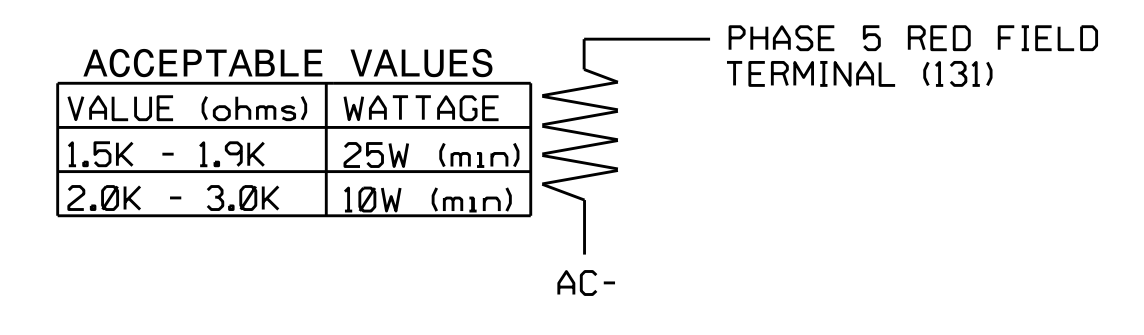 PHASE 5 RED FIELD
TERMINAL (131)
ACCEPTABLE VALUES
VALUE (ohms) WATTAGE
1.5K - 1.9K 25W (min)
2.0K - 3.0K 10W (min)
AC-